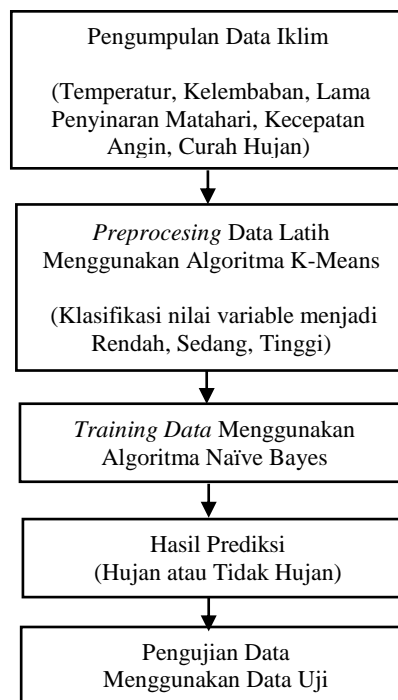 Pengumpulan Data Iklim
(Temperatur, Kelembaban, Lama
Penyinaran Matahari, Kecepatan
Angin, Curah Hujan)
Preprocesing Data Latih
Menggunakan Algoritma K-Means
(Klasifikasi nilai variable menjadi
Rendah, Sedang, Tinggi)
Training Data Menggunakan
Algoritma Naïve Bayes
Hasil Prediksi
(Hujan atau Tidak Hujan)
Pengujian Data
Menggunakan Data Uji